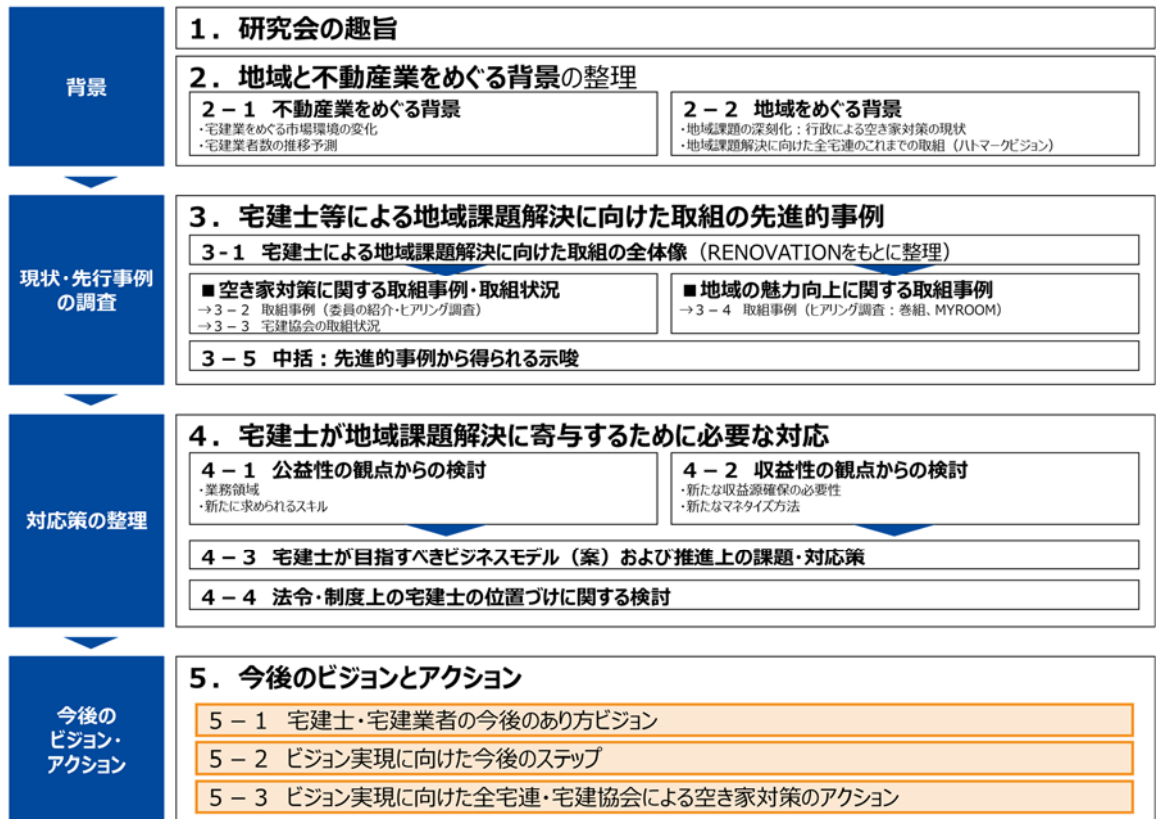 背景
1．研究会の趣旨
2．地域と不動産業をめぐる背景の整理
2－1 不動産業をめぐる背景
・宅建業をめぐる市場環境の変化
・宅建業者数の推移予測
2－2 地域をめぐる背景
・地域課題の深刻化：行政による空き家対策の現状
・地域課題解決に向けた全宅連のこれまでの取組（ハトマークビジョン）
現状・先行事例
の調査
3．宅建士等による地域課題解決に向けた取組の先進的事例
3-1 宅建士による地域課題解決に向けた取組の全体像（RENOVATIONをもとに整理）
■空き家対策に関する取組事例・取組状況
→3－2 取組事例（委員の紹介・ヒアリング調査）
→3－3 宅建協会の取組状況
■地域の魅力向上に関する取組事例
→3－4 取組事例（ヒアリング調査：巻組、MYROOM）
3－5 中括：先進的事例から得られる示唆
対応策の整理
4．宅建士が地域課題解決に寄与するために必要な対応
4－1 公益性の観点からの検討
・業務領域
・新たに求められるスキル
4－2 収益性の観点からの検討
・新たな収益源確保の必要性
・新たなマネタイズ方法
4－3 宅建士が目指すべきビジネスモデル（案）および推進上の課題・対応策
4－4 法令・制度上の宅建士の位置づけに関する検討
今後の
ビジョン・
アクション
5．今後のビジョンとアクション
5－1 宅建士・宅建業者の今後のあり方ビジョン
5－2 ビジョン実現に向けた今後のステップ
5－3 ビジョン実現に向けた全宅連・宅建協会による空き家対策のアクション